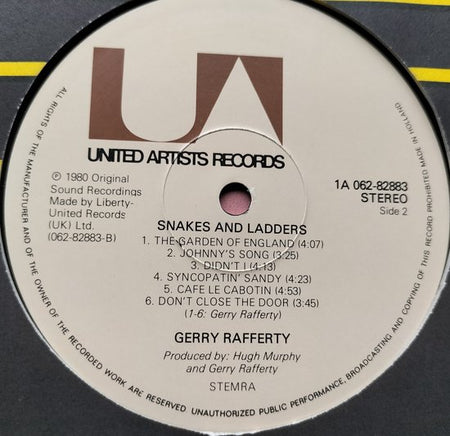 UA
UNITED ARTISTS RECORDS
℗ 1980 Original
Sound Recordings
Made by Liberty-
United Records
(UK) Ltd.
(062-82883-B)
1A 062-82883
STEREO
Side 2
SNAKES AND LADDERS
1. THE GARDEN OF ENGLAND (4:07)
2. JOHNNY'S SONG (3:25)
3. DIDN'T I (4:13)
4. SYNCOPATIN' SANDY (3:23)
5. CAFE LE CABOTIN (4:53)
6. DON'T CLOSE THE DOOR (3:45)
(1-6: Gerry Rafferty)
GERRY RAFFERTY
Produced by: Hugh Murphy
and Gerry Rafferty
STEMRA
ALL RIGHTS OF THE MANUFACTURER AND OF THE OWNER OF THE RECORDED WORK ARE RESERVED UNAUTHORIZED PUBLIC PERFORMANCE, BROADCASTING AND COPYING OF THIS RECORD PROHIBITED MADE IN HOLLAND